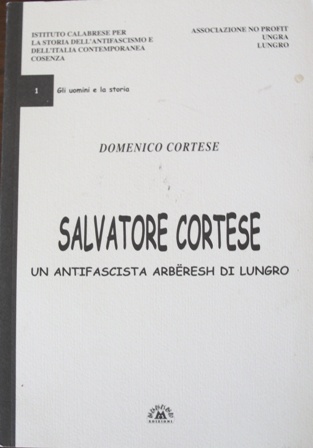 ISTITUTO CALABRESE PER
LA STORIA DELL'ANTIFASCISMO E
DELL'ITALIA CONTEMPORANEA
COSENZA
ASSOCIAZIONE NO PROFIT
UNGRA
LUNGRO
1 Gli uomini e la storia
DOMENICO CORTESE
SALVATORE CORTESE
UN ANTIFASCISTA ARBËRESH DI LUNGRO
EDIZIONI